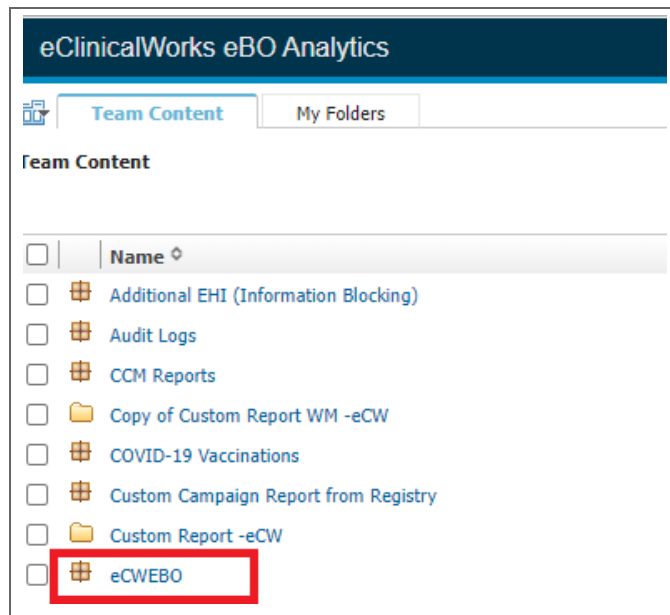 eClinicalWorks eBO Analytics
Team Content My Folders
Team Content
Name
Additional EHI (Information Blocking)
Audit Logs
CCM Reports
Copy of Custom Report WM -eCW
COVID-19 Vaccinations
Custom Campaign Report from Registry
Custom Report -eCW
eCWEBO